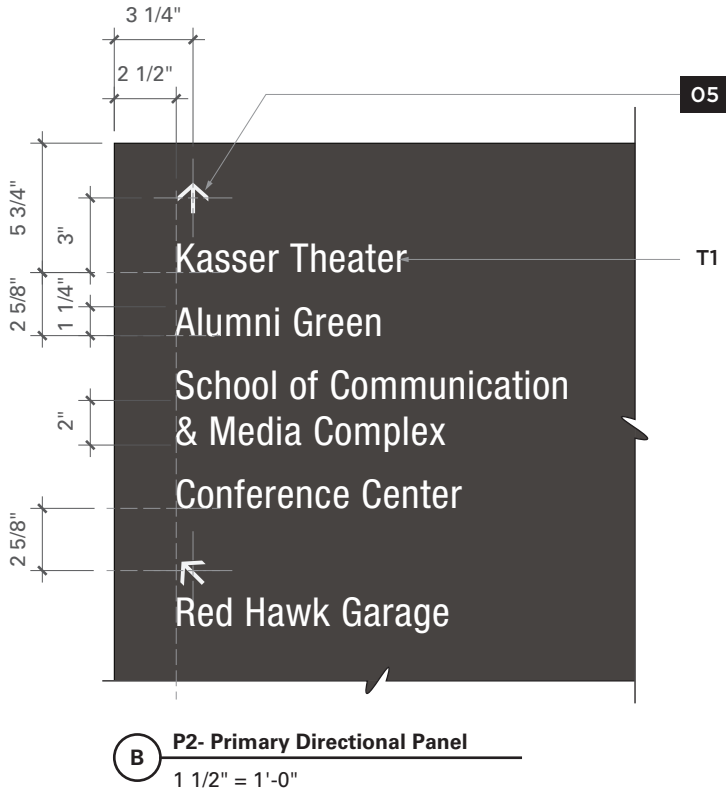 3 1/4"
2 1/2"
05
5 3/4"
3"
Kasser Theater
T1
2 5/8"
1 1/4"
Alumni Green
School of Communication
2"
& Media Complex
Conference Center
2 5/8"
Red Hawk Garage
B
P2- Primary Directional Panel
1 1/2" = 1'-0"